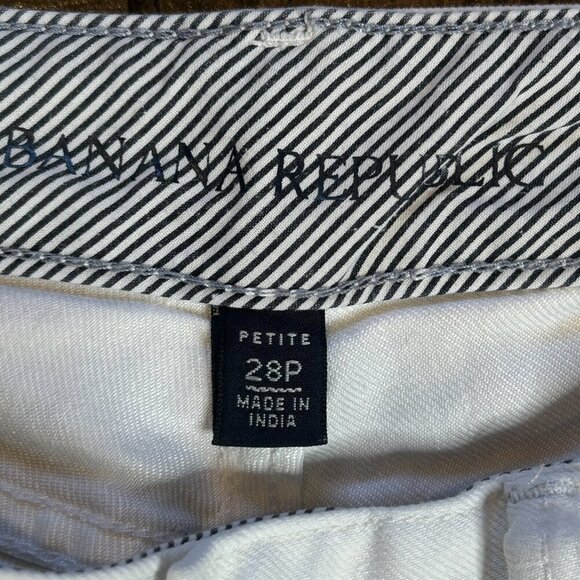 BANANA REPUBLIC
PETITE
28P
MADE IN
INDIA